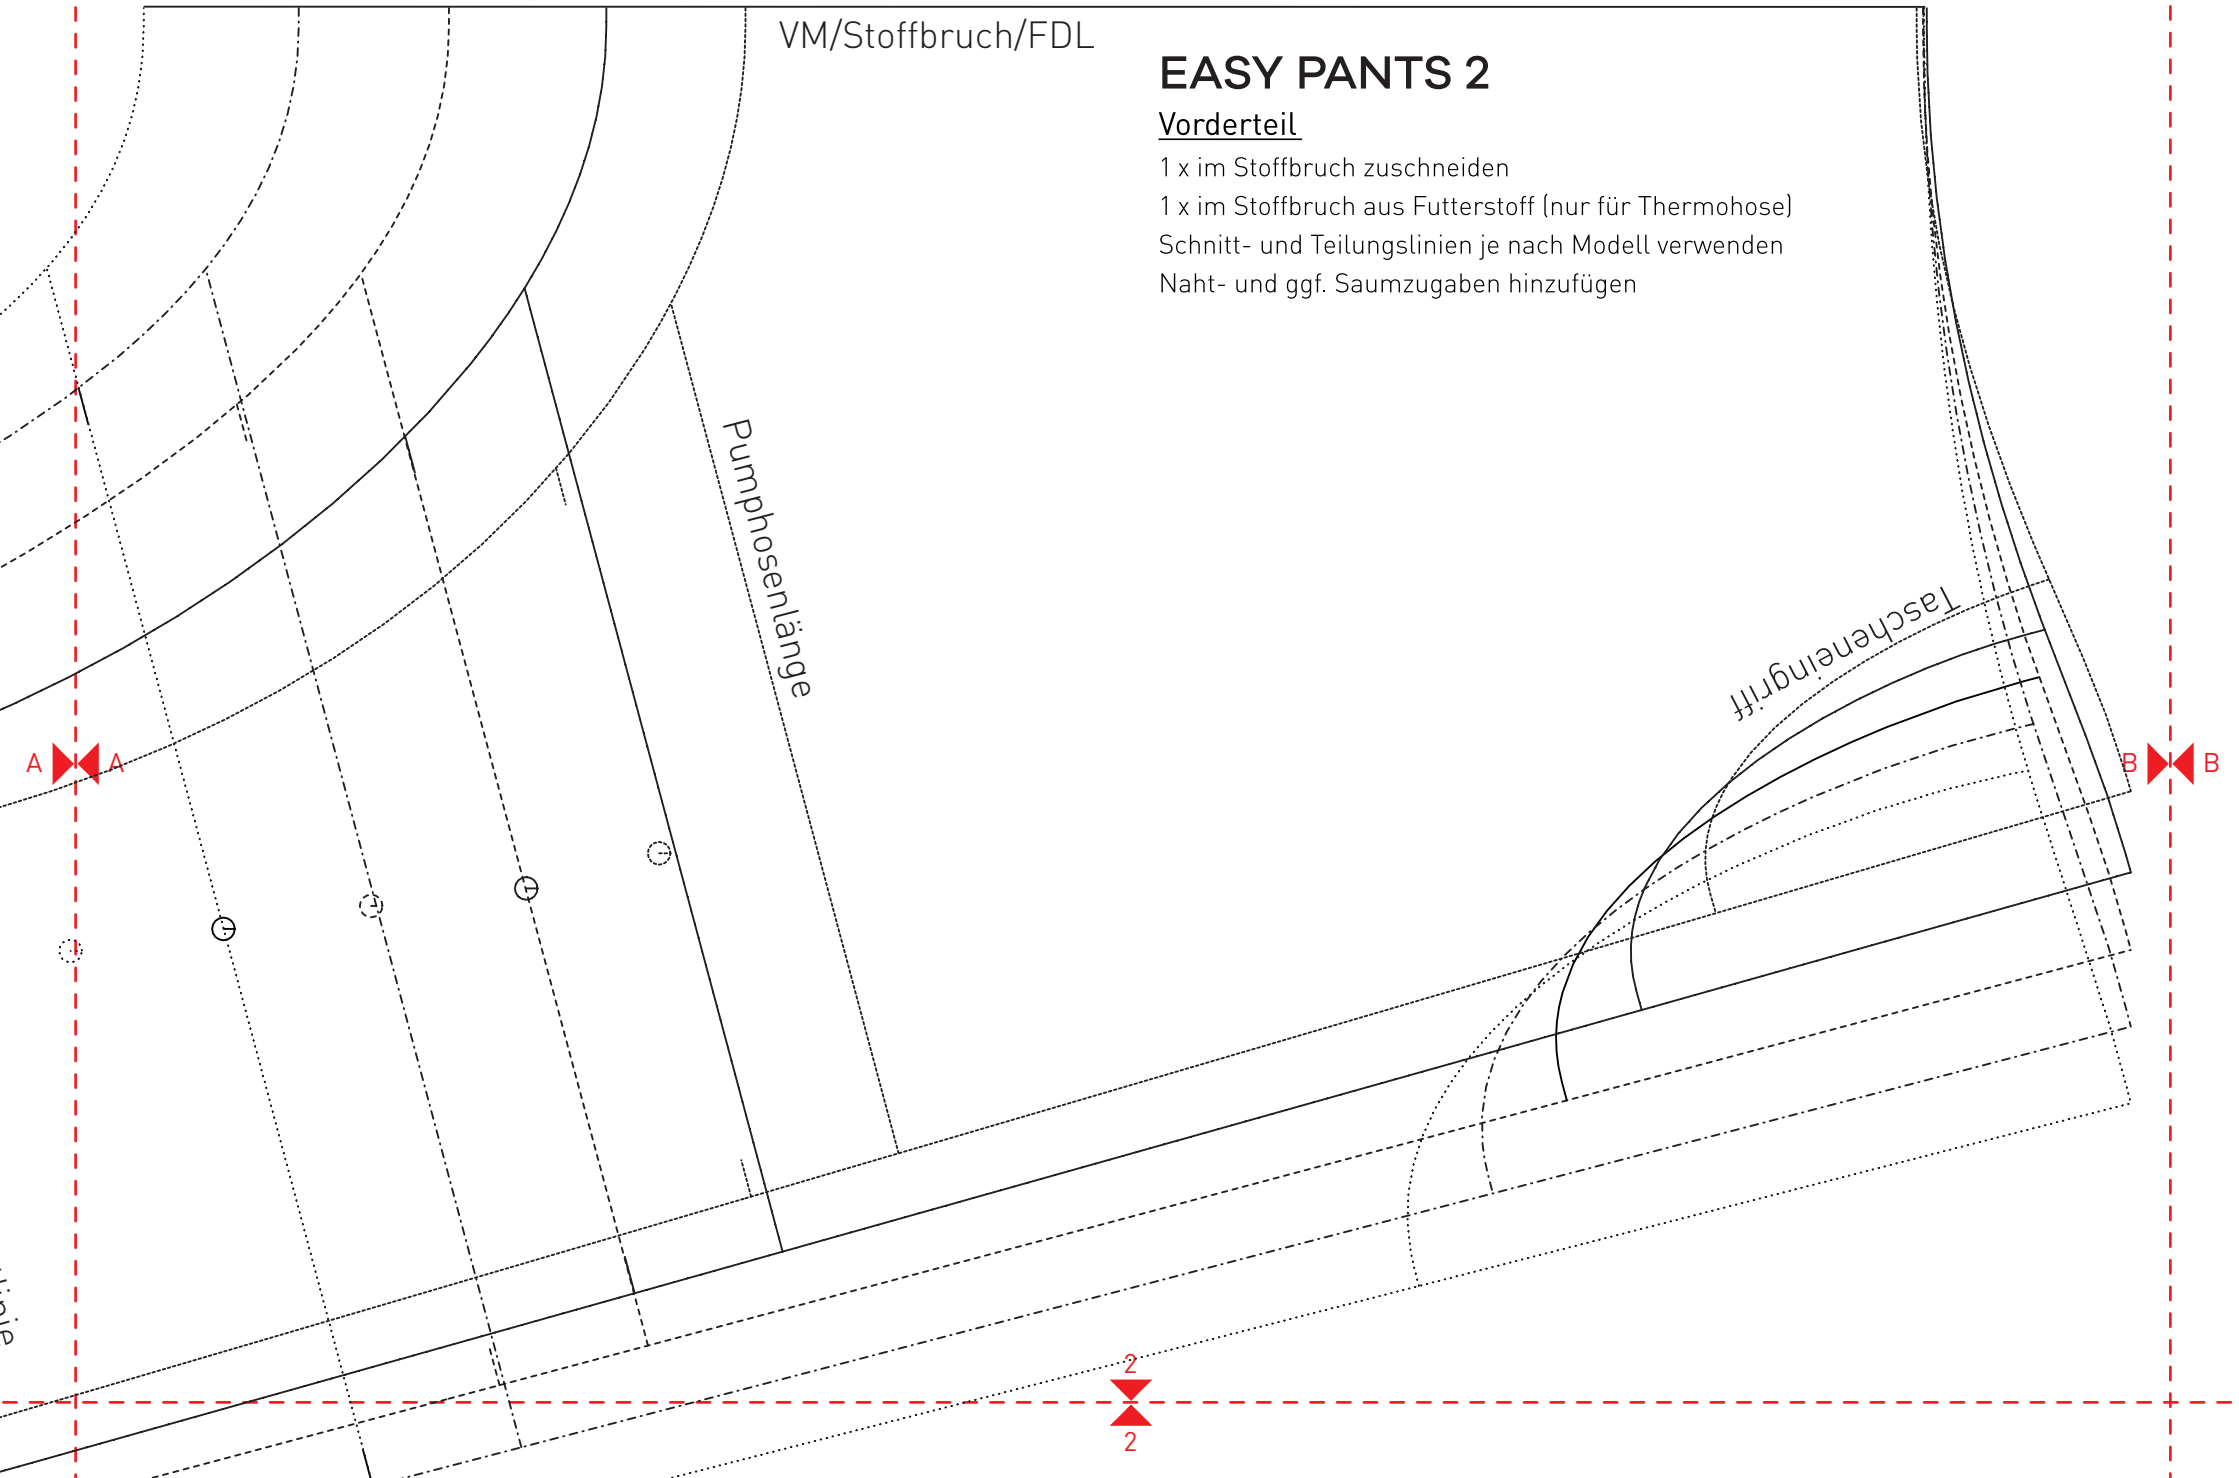 VM/Stoffbruch/FDL
EASY PANTS 2
Vorderteil
1 x im Stoffbruch zuschneiden
1 x im Stoffbruch aus Futterstoff (nur für Thermohose)
Schnitt- und Teilungslinien je nach Modell verwenden
Naht- und ggf. Saumzugaben hinzufügen
Pumphosenlänge
Tascheneingriff
A A
B B
2
2